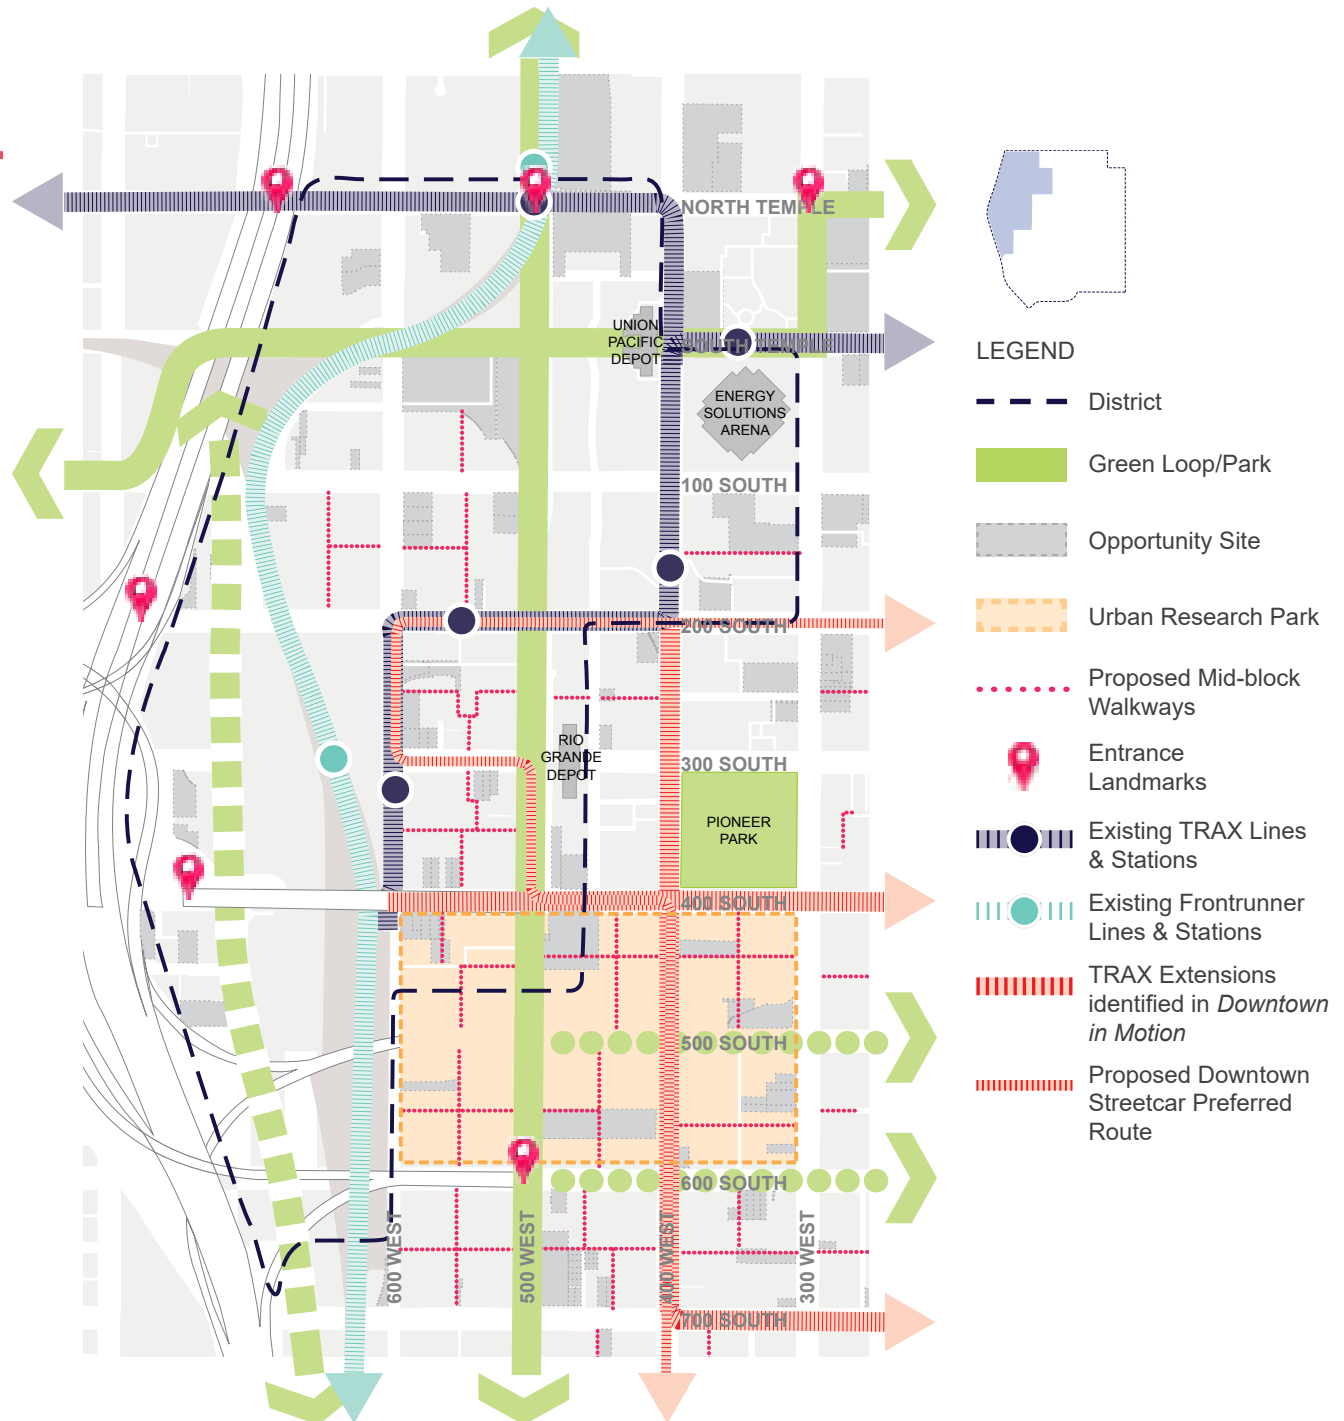 NORTH TEMPLE
UNION
PACIFIC
DEPOT
SOUTH TEMPLE
ENERGY
SOLUTIONS
ARENA
100 SOUTH
200 SOUTH
RIO
GRANDE
DEPOT
300 SOUTH
PIONEER
PARK
400 SOUTH
500 SOUTH
600 SOUTH
600 WEST
500 WEST
400 WEST
300 WEST
700 SOUTH
LEGEND
District
Green Loop/Park
Opportunity Site
Urban Research Park
Proposed Mid-block
Walkways
Entrance
Landmarks
Existing TRAX Lines
& Stations
Existing Frontrunner
Lines & Stations
TRAX Extensions
identified in Downtown
in Motion
Proposed Downtown
Streetcar Preferred
Route